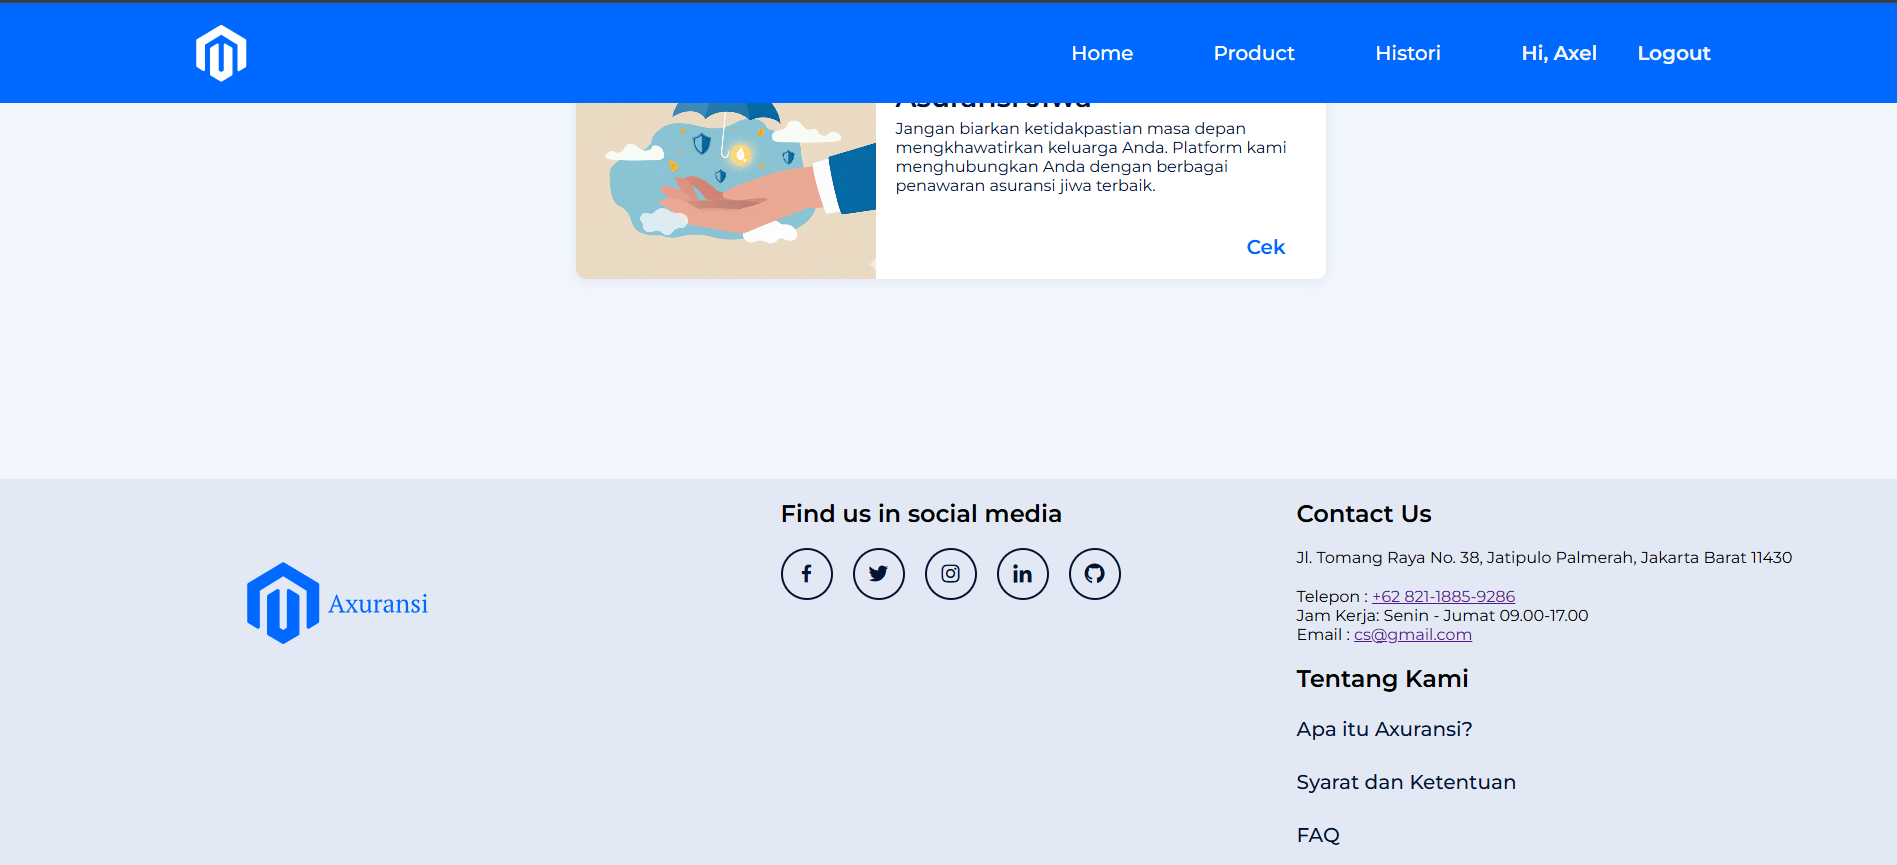 Home Product Histori Hi, Axel Logout
Asuransi Jiwa
Jangan biarkan ketidakpastian masa depan
mengkhawatirkan keluarga Anda. Platform kami
menghubungkan Anda dengan berbagai
penawaran asuransi jiwa terbaik.
Cek
Axuransi
Find us in social media
Contact Us
Jl. Tomang Raya No. 38, Jatipulo Palmerah, Jakarta Barat 11430
Telepon : +62 821-1885-9286
Jam Kerja: Senin - Jumat 09.00-17.00
Email : cs@gmail.com
Tentang Kami
Apa itu Axuransi?
Syarat dan Ketentuan
FAQ